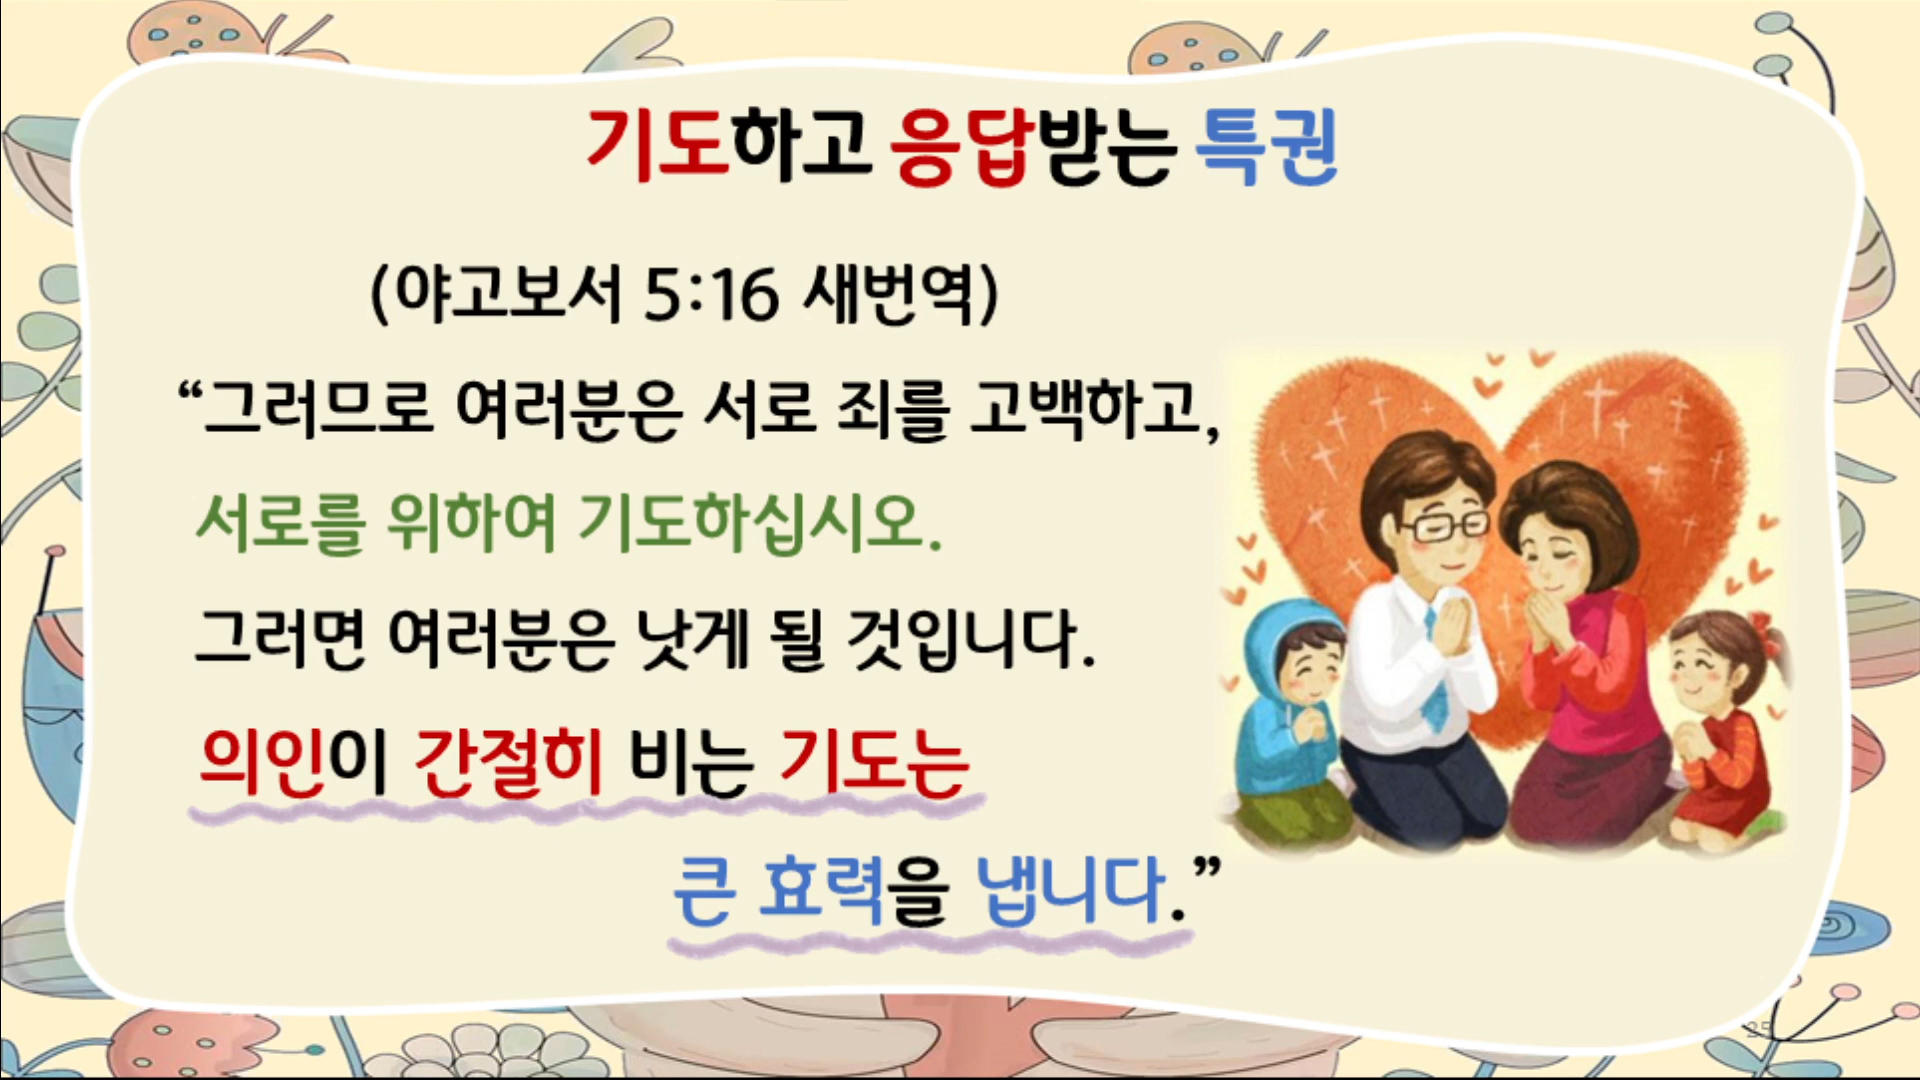 기도하고 응답받는 특권
(야고보서 5:16 새번역)
“그러므로 여러분은 서로 죄를 고백하고,
서로를 위하여 기도하십시오.
그러면 여러분은 낫게 될 것입니다.
의인이 간절히 비는 기도는
큰 효력을 냅니다.”
25